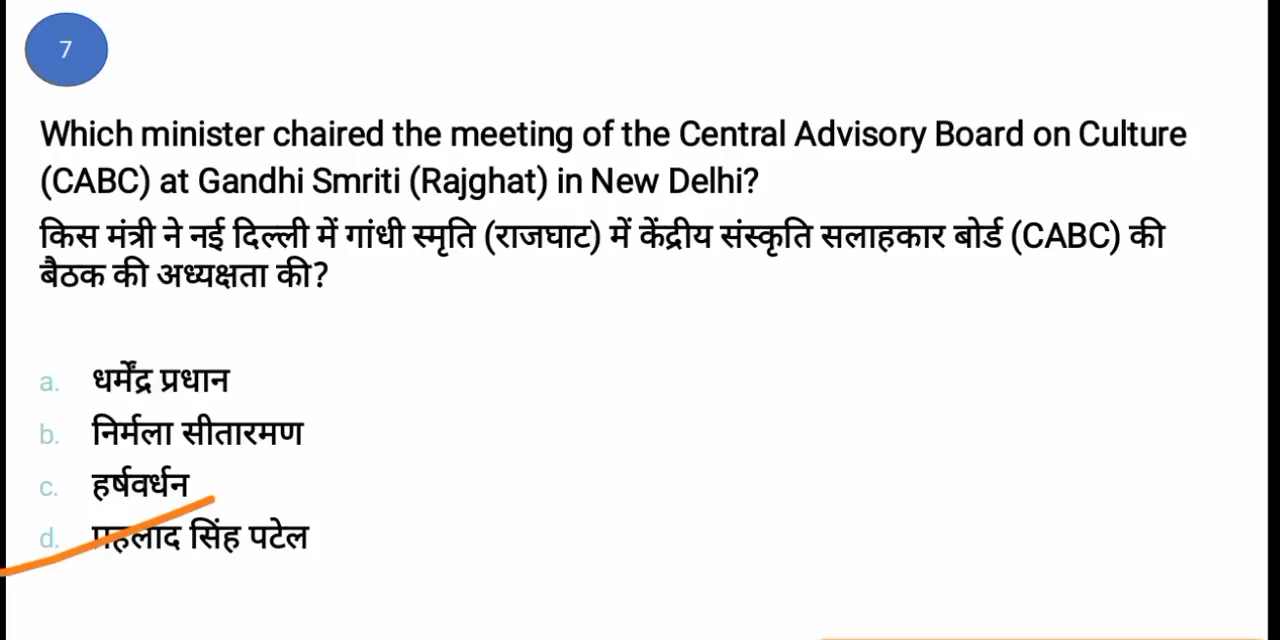 7
Which minister chaired the meeting of the Central Advisory Board on Culture
(CABC) at Gandhi Smriti (Rajghat) in New Delhi?
किस मंत्री ने नई दिल्ली में गांधी स्मृति (राजघाट) में केंद्रीय संस्कृति सलाहकार बोर्ड (CABC) की
बैठक की अध्यक्षता की?
a. धर्मेंद्र प्रधान
b. निर्मला सीतारमण
c. हर्षवर्धन
d. प्रहलाद सिंह पटेल